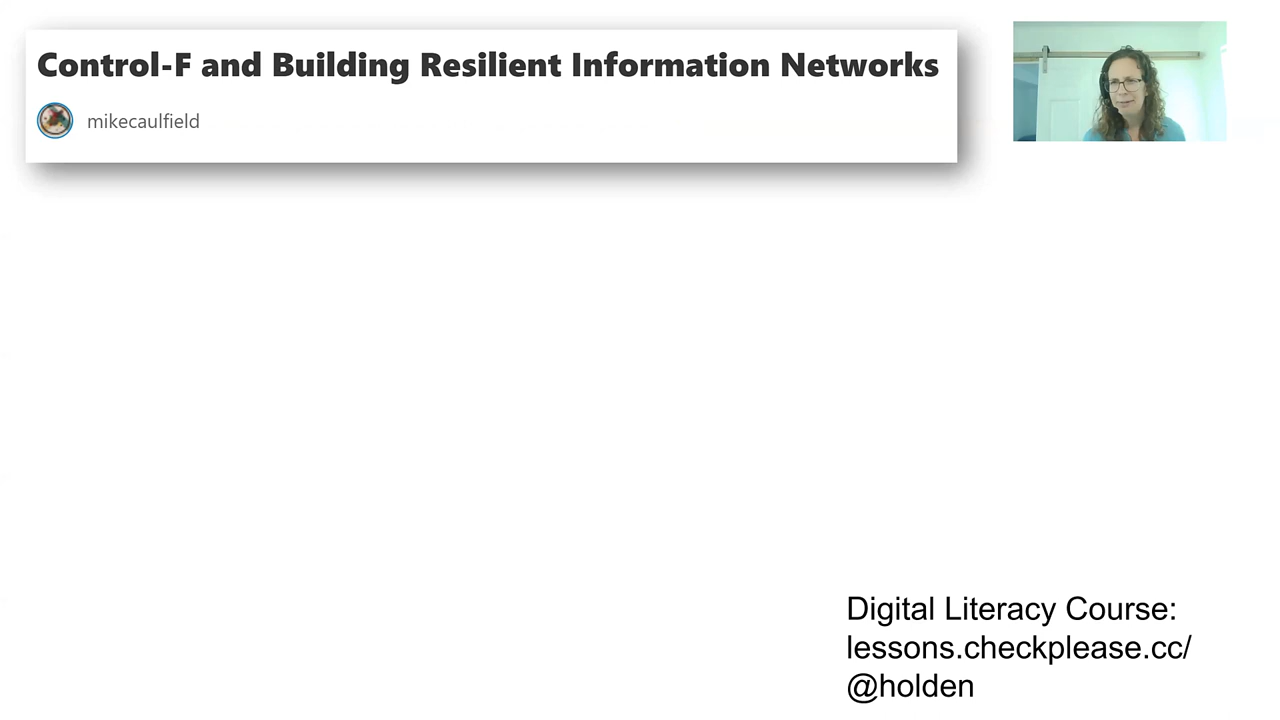 Control-F and Building Resilient Information Networks
mikecaulfield
Digital Literacy Course:
lessons.checkplease.cc/
@holden